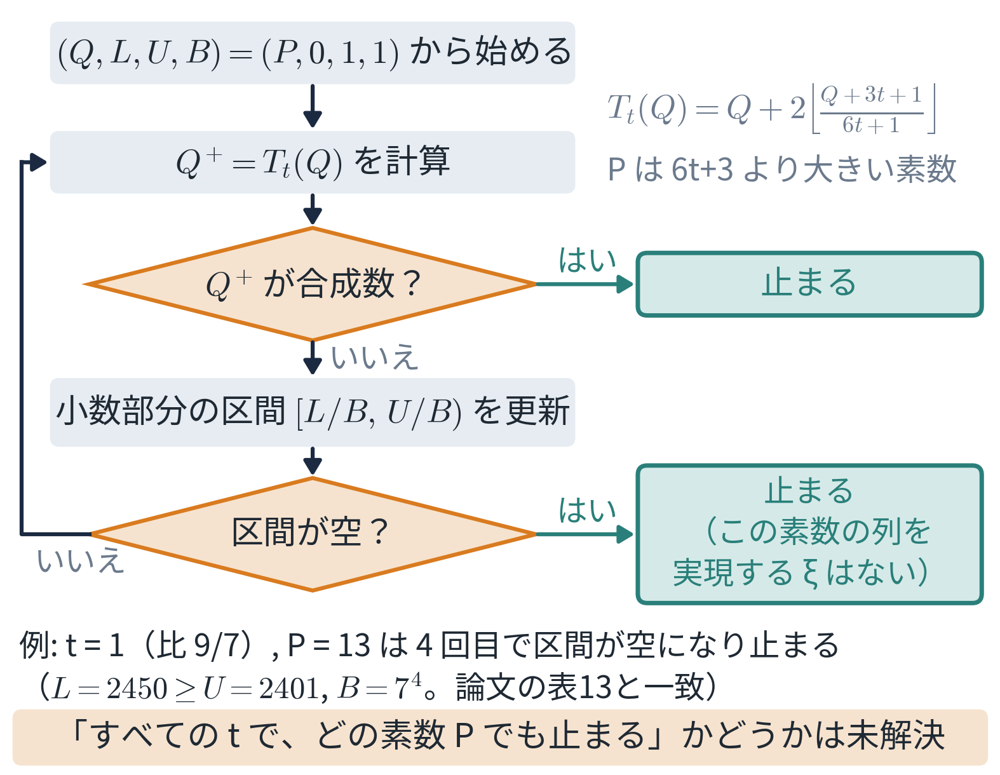 (Q, L, U, B) = (P, 0, 1, 1) から始める
T_t(Q) = Q + 2⌊(Q + 3t + 1)/(6t + 1)⌋
Q⁺ = T_t(Q) を計算
P は 6t+3 より大きい素数
Q⁺ が合成数？
はい
止まる
いいえ
小数部分の区間 [L/B, U/B) を更新
区間が空？
はい
止まる
（この素数の列を
実現する ξ はない）
いいえ
例: t = 1（比 9/7）, P = 13 は 4 回目で区間が空になり止まる
（L = 2450 ≥ U = 2401, B = 7⁴。論文の表13と一致）
「すべての t で、どの素数 P でも止まる」かどうかは未解決